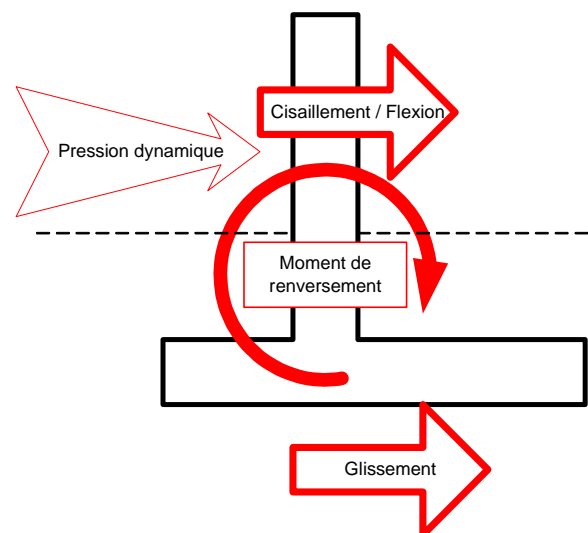 Cisaillement / Flexion
Pression dynamique
Moment de
renversement
Glissement